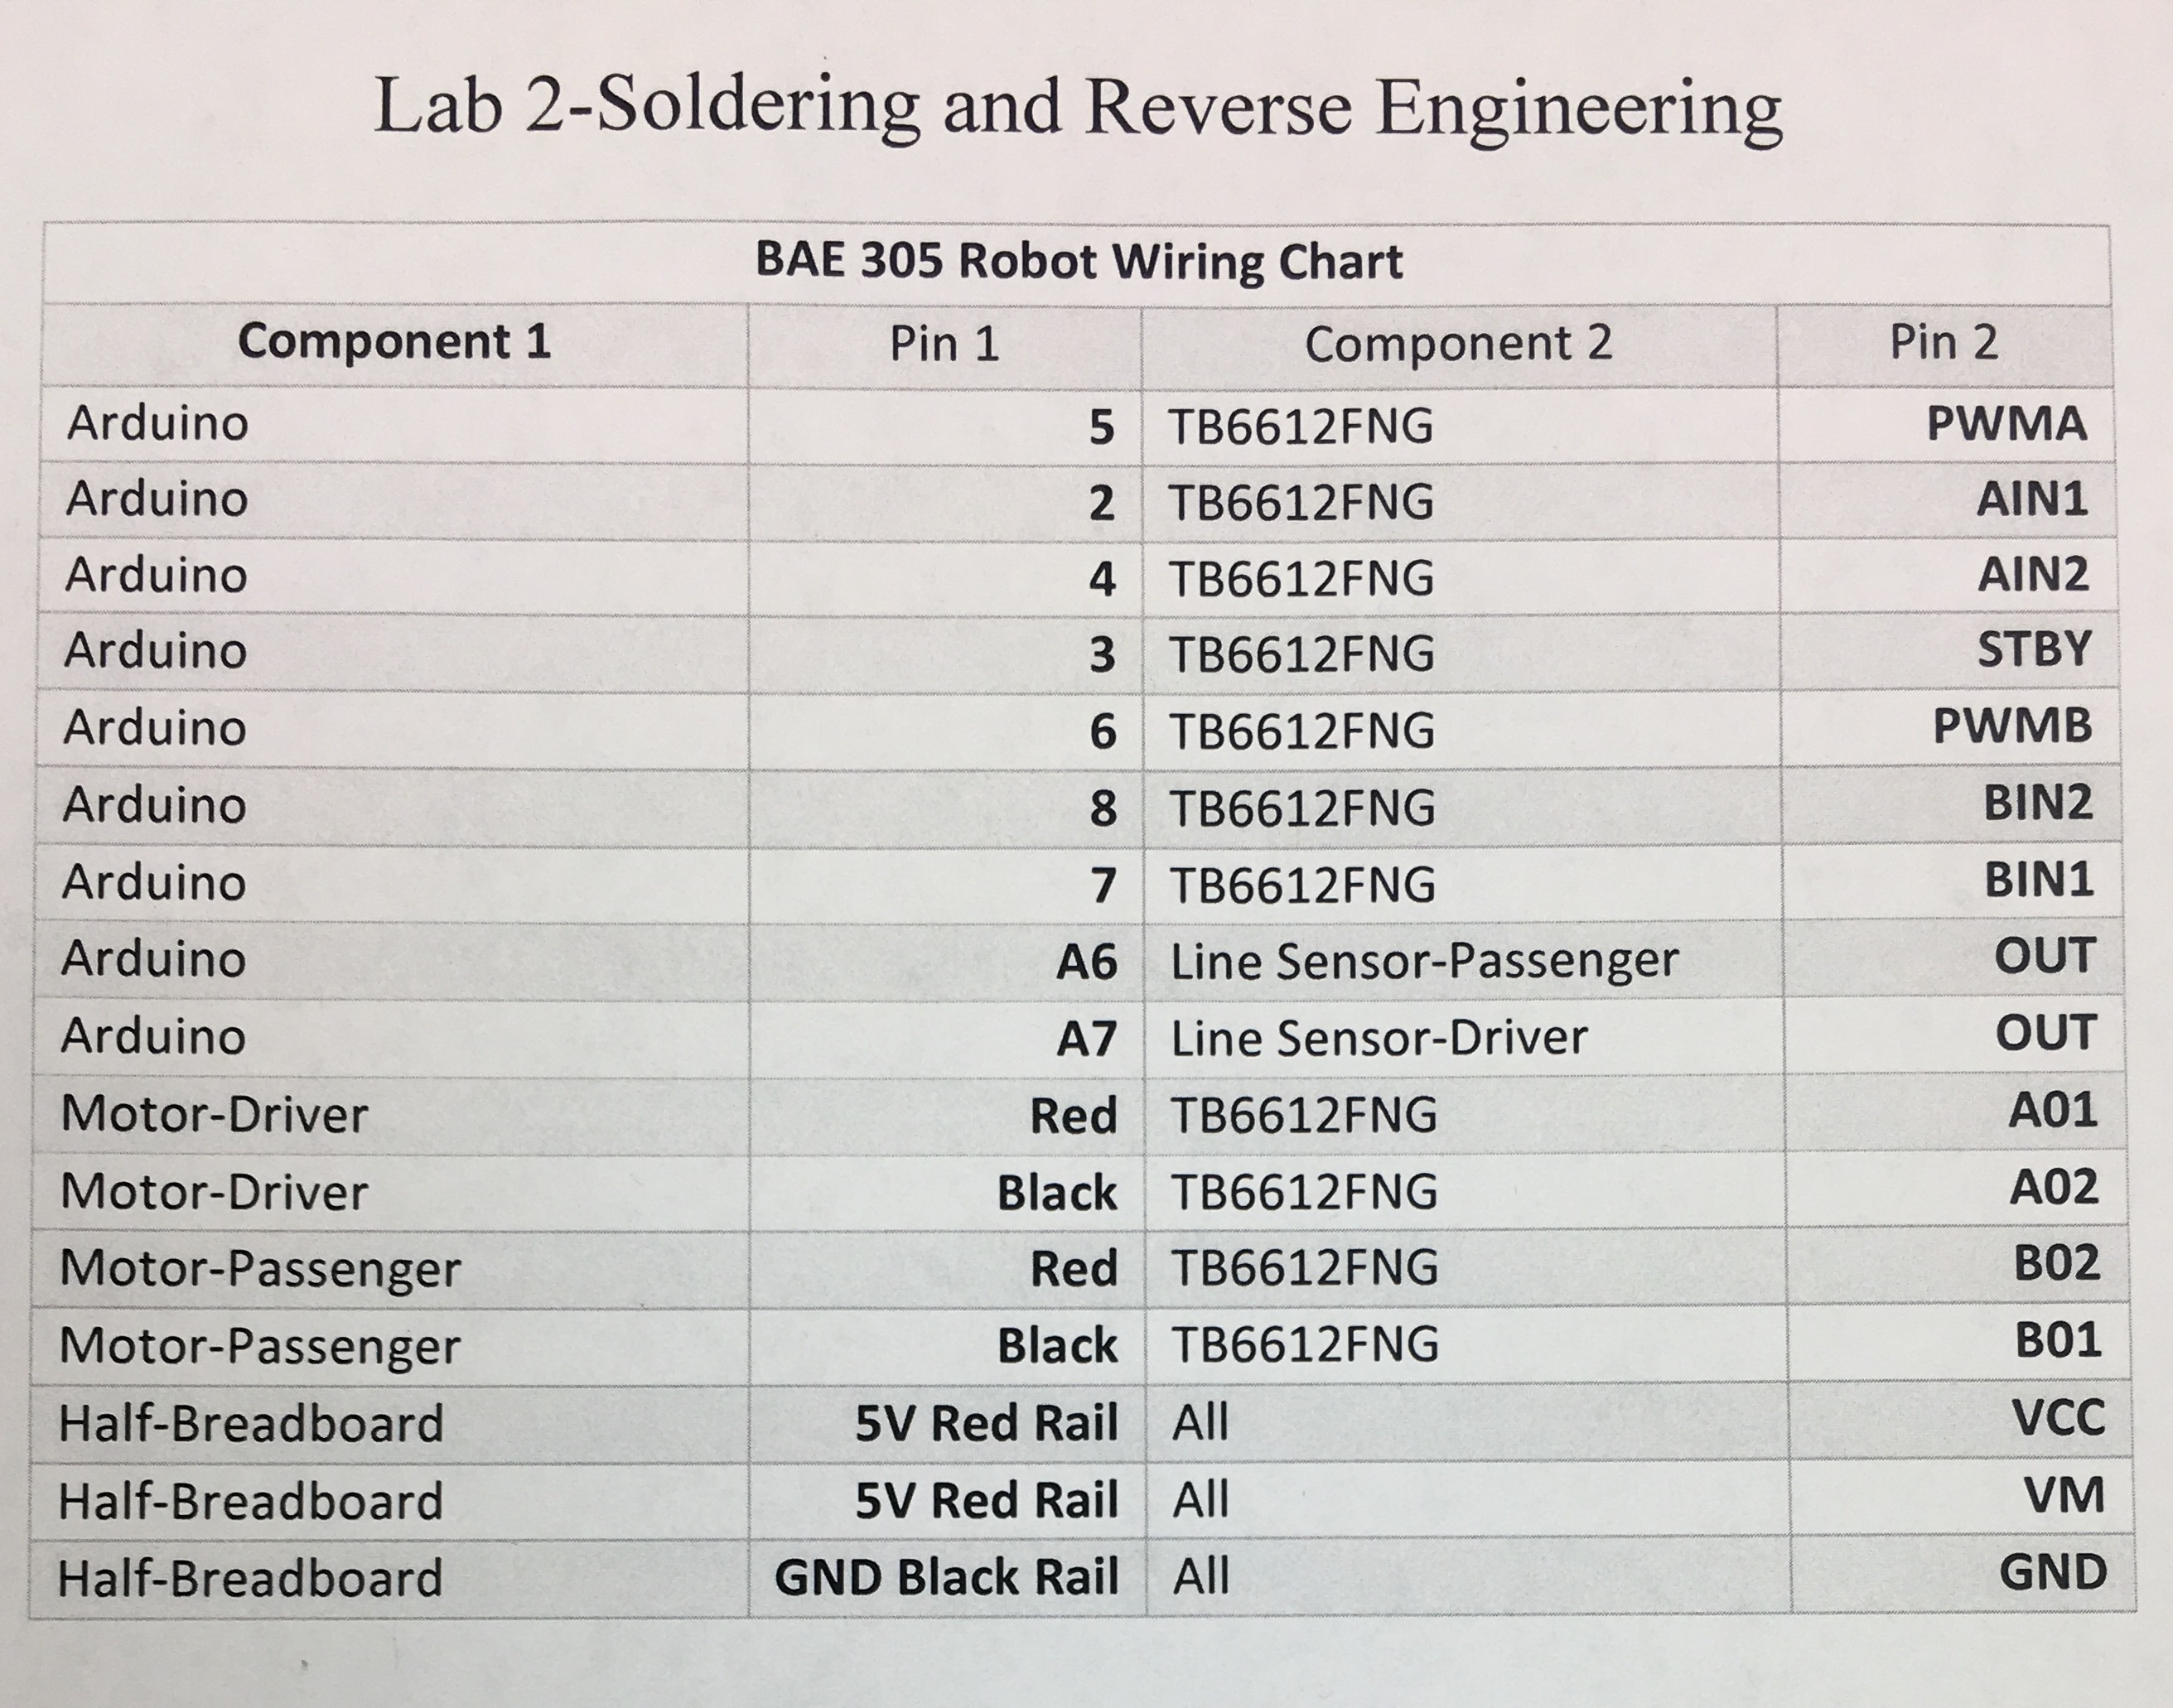 Lab 2-Soldering and Reverse Engineering
BAE 305 Robot Wiring Chart
Component 1 Pin 1 Component 2 Pin 2
Arduino 5 TB6612FNG PWMA
Arduino 2 TB6612FNG AIN1
Arduino 4 TB6612FNG AIN2
Arduino 3 TB6612FNG STBY
Arduino 6 TB6612FNG PWMB
Arduino 8 TB6612FNG BIN2
Arduino 7 TB6612FNG BIN1
Arduino A6 Line Sensor-Passenger OUT
Arduino A7 Line Sensor-Driver OUT
Motor-Driver Red TB6612FNG A01
Motor-Driver Black TB6612FNG A02
Motor-Passenger Red TB6612FNG B02
Motor-Passenger Black TB6612FNG B01
Half-Breadboard 5V Red Rail All VCC
Half-Breadboard 5V Red Rail All VM
Half-Breadboard GND Black Rail All GND